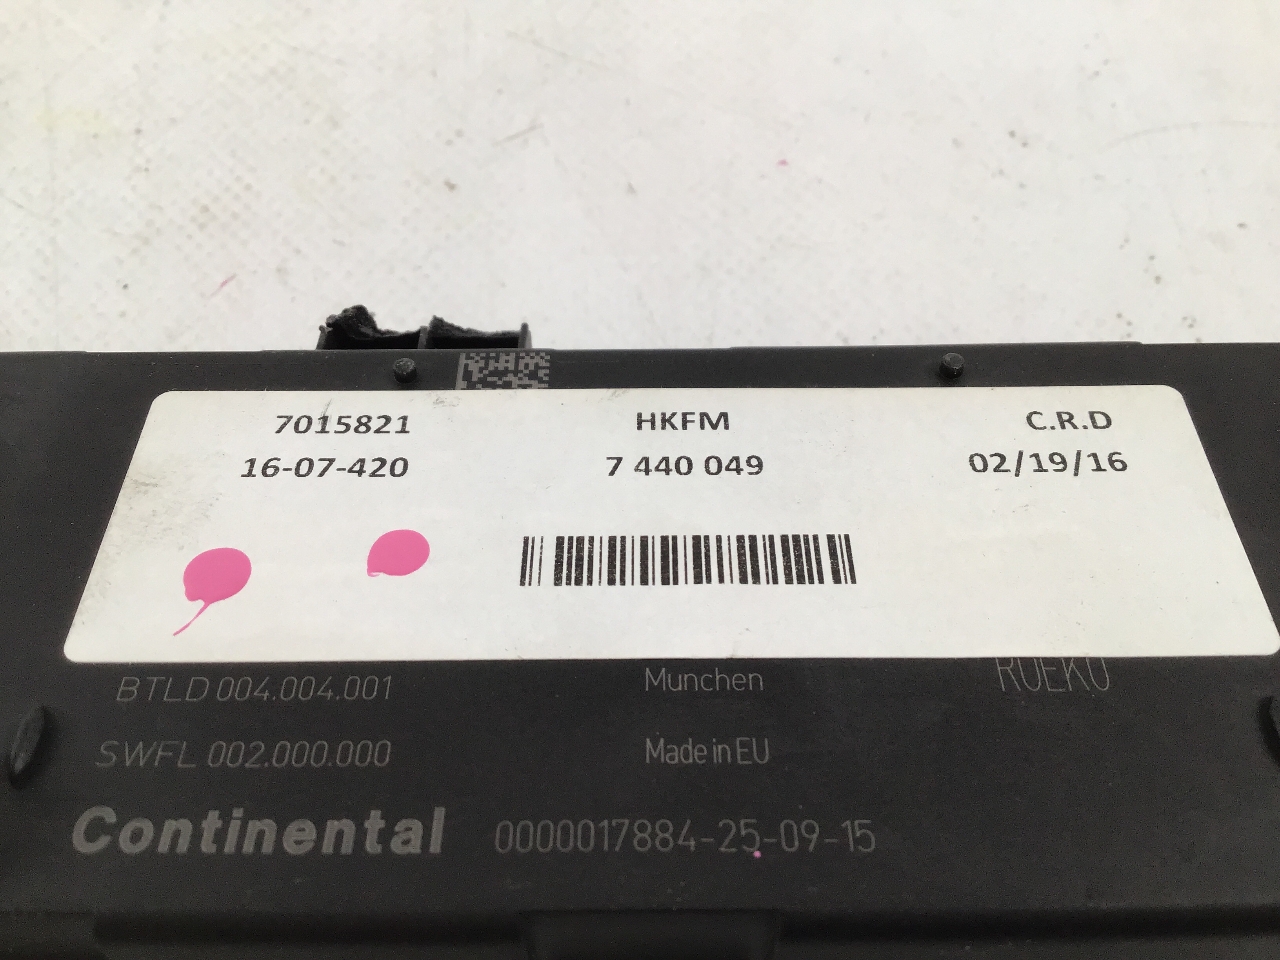 7015821 HKFM C.R.D
16-07-420 7 440 049 02/19/16
BTLD 004.004.001 Munchen RUEKO
SWFL 002.000.000 Made in EU
Continental 0000017884-25-09-15